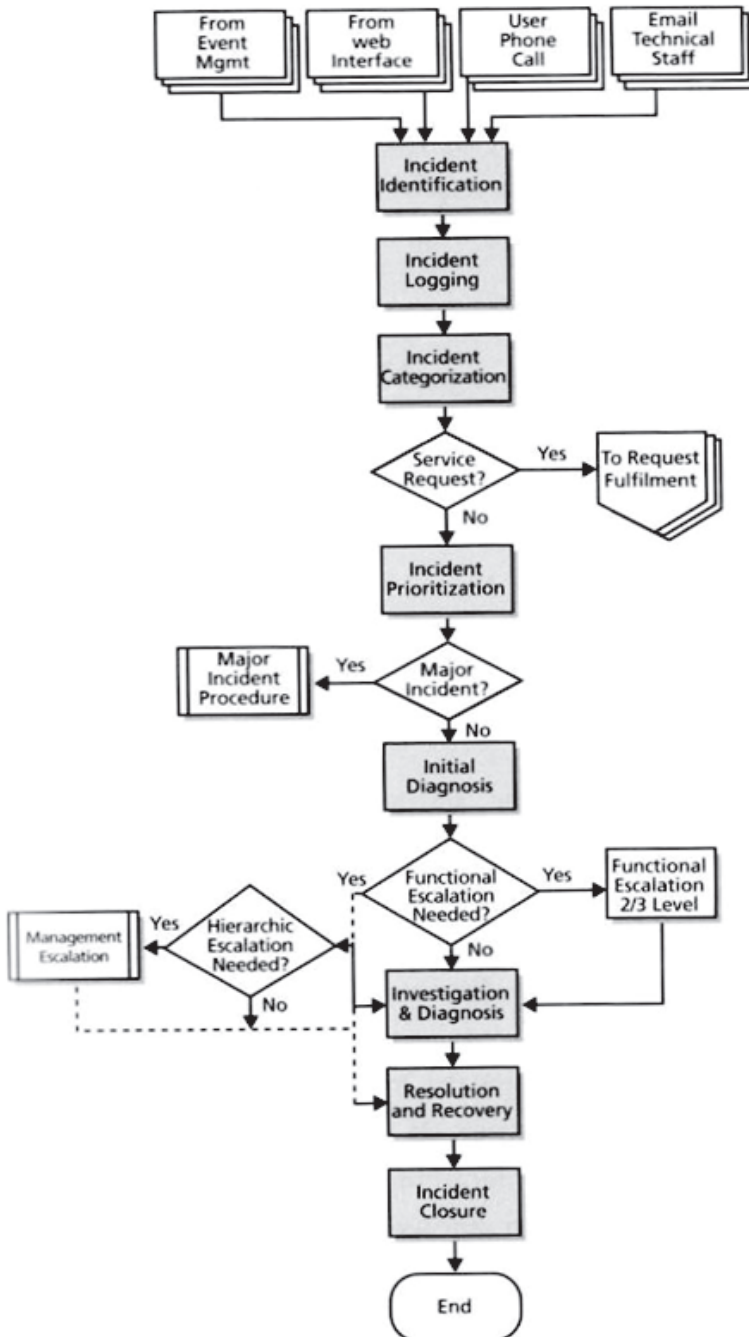 From
Event
Mgmt
From
web
Interface
User
Phone
Call
Email
Technical
Staff
Incident
Identification
Incident
Logging
Incident
Categorization
Service
Request?
Yes
To Request
Fulfilment
No
Incident
Prioritization
Major
Incident
Procedure
Yes
Major
Incident?
No
Initial
Diagnosis
Yes
Functional
Escalation
Needed?
Yes
Functional
Escalation
2/3 Level
Management
Escalation
Yes
Hierarchic
Escalation
Needed?
No
No
Investigation
& Diagnosis
Resolution
and Recovery
Incident
Closure
End